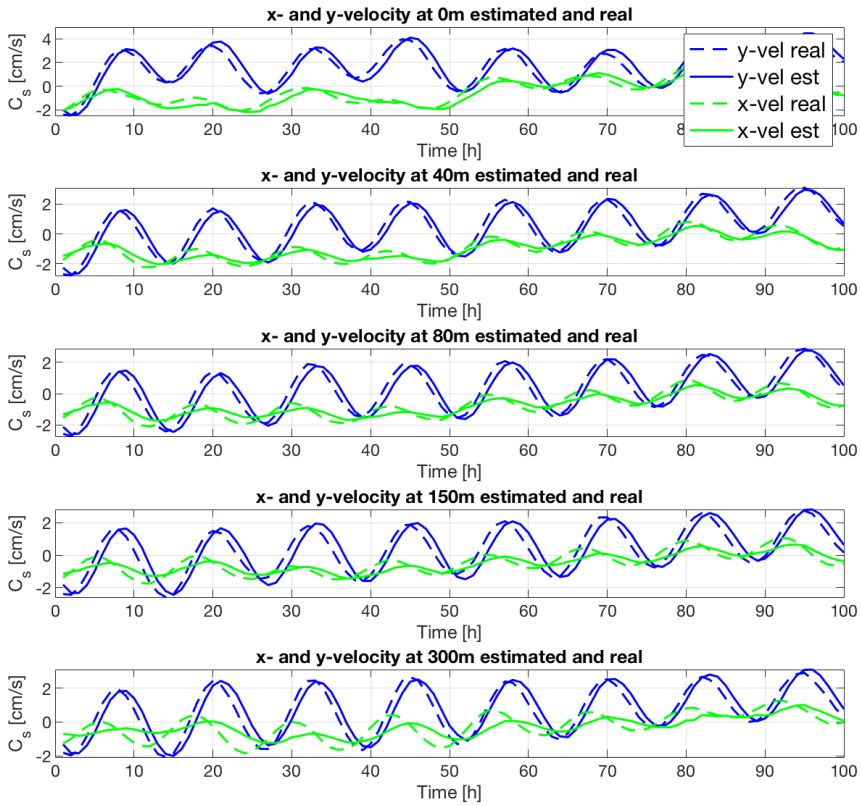 x- and y-velocity at 0m estimated and real
C_s [cm/s]
4
2
0
-2
0 10 20 30 40 50 60 70 80 90 100
Time [h]
y-vel real
y-vel est
x-vel real
x-vel est
x- and y-velocity at 40m estimated and real
C_s [cm/s]
2
0
-2
0 10 20 30 40 50 60 70 80 90 100
Time [h]
x- and y-velocity at 80m estimated and real
C_s [cm/s]
2
0
-2
0 10 20 30 40 50 60 70 80 90 100
Time [h]
x- and y-velocity at 150m estimated and real
C_s [cm/s]
2
0
-2
0 10 20 30 40 50 60 70 80 90 100
Time [h]
x- and y-velocity at 300m estimated and real
C_s [cm/s]
2
0
-2
0 10 20 30 40 50 60 70 80 90 100
Time [h]